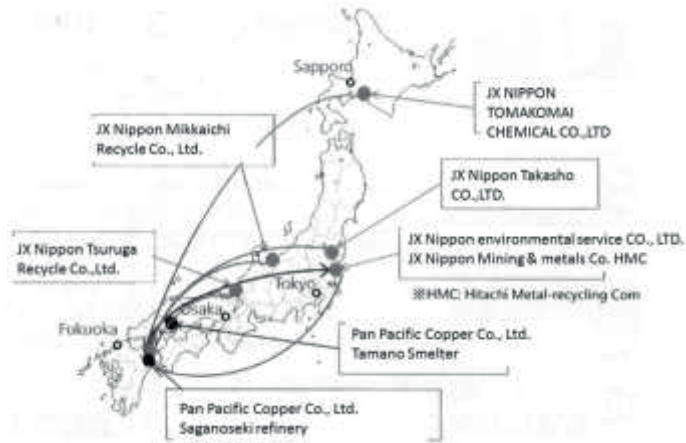 Sapporo
JX NIPPON
TOMAKOMAI
CHEMICAL CO.,LTD
JX Nippon Mikkaichi
Recycle Co., Ltd.
JX Nippon Takasho
CO.,LTD.
JX Nippon Tsuruga
Recycle Co.,Ltd.
JX Nippon environmental service CO., LTD.
JX Nippon Mining & metals Co. HMC
Tokyo
※HMC: Hitachi Metal-recycling Com
Osaka
Fukuoka
Pan Pacific Copper Co., Ltd.
Tamano Smelter
Pan Pacific Copper Co., Ltd.
Saganoseki refinery